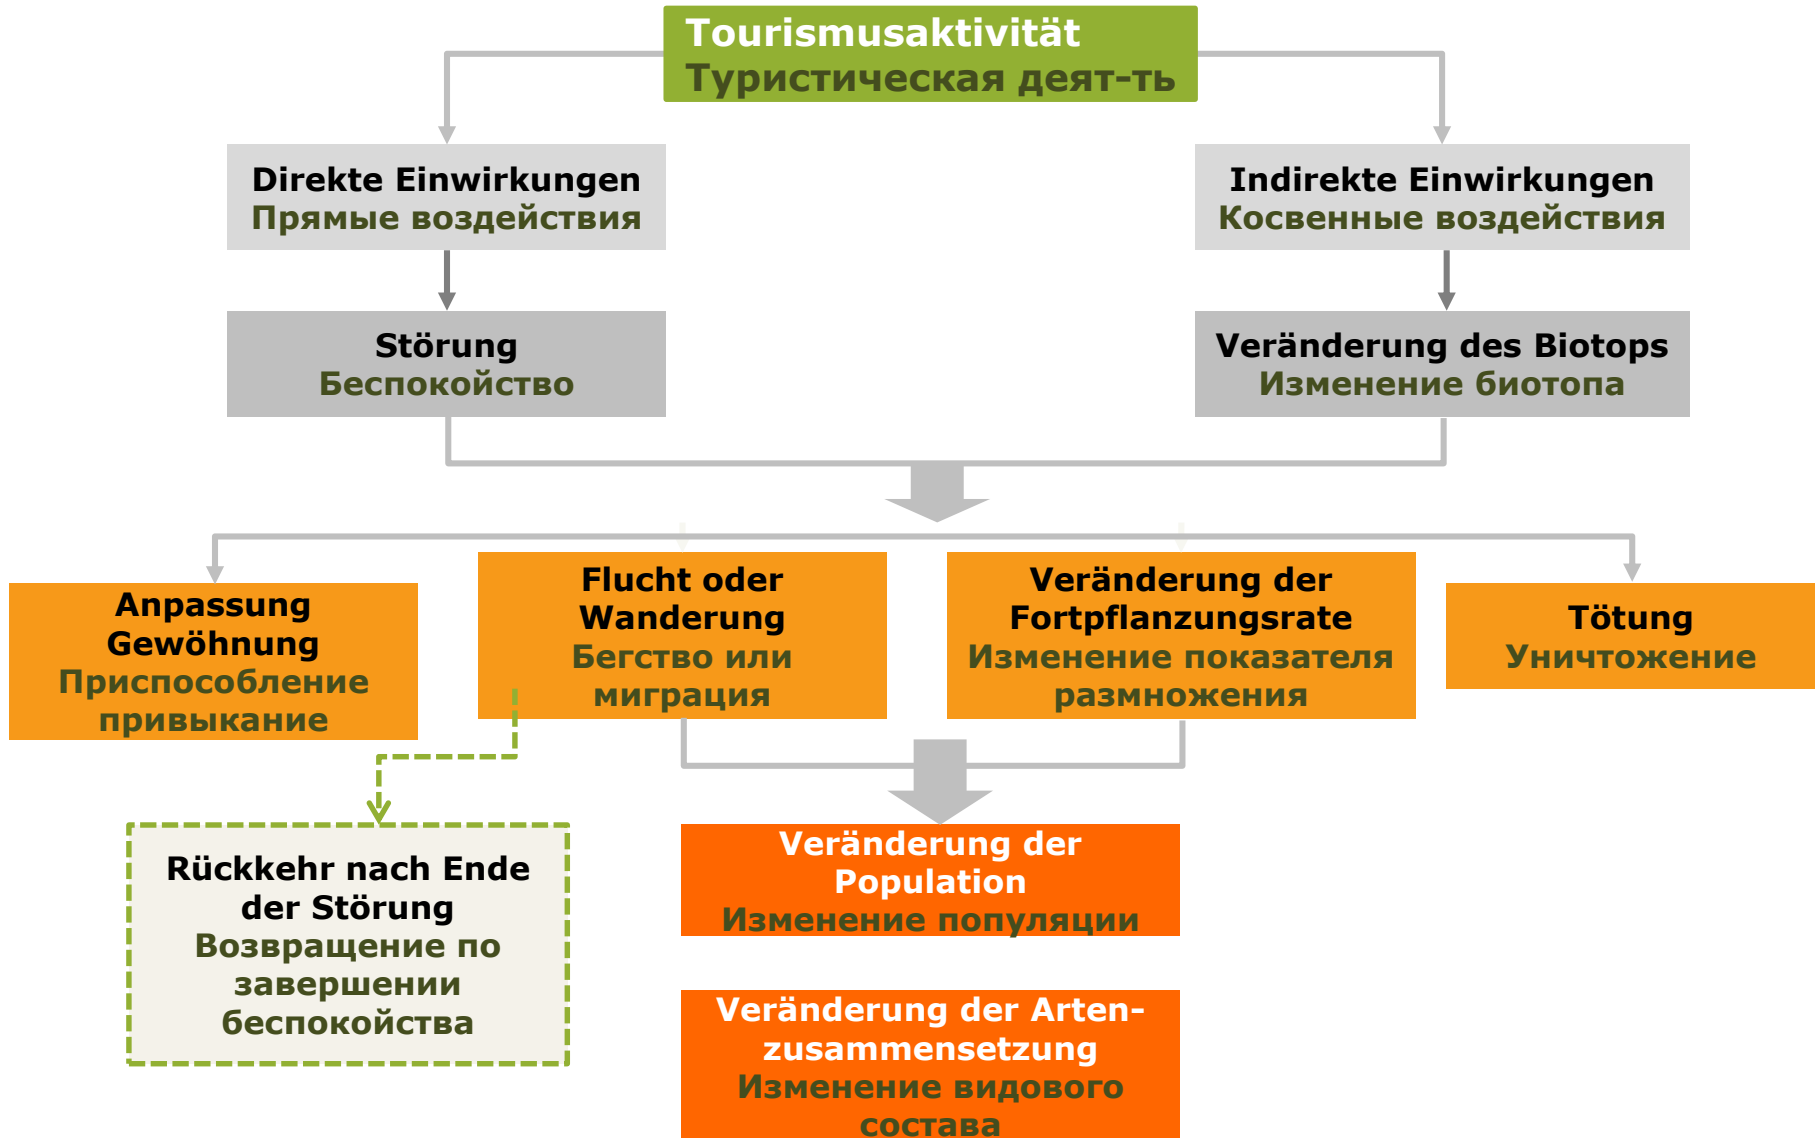 Tourismusaktivität
Туристическая деят-ть
Direkte Einwirkungen
Прямые воздействия
Indirekte Einwirkungen
Косвенные воздействия
Störung
Беспокойство
Veränderung des Biotops
Изменение биотопа
Anpassung
Gewöhnung
Приспособление
привыкание
Flucht oder
Wanderung
Бегство или
миграция
Veränderung der
Fortpflanzungsrate
Изменение показателя
размножения
Tötung
Уничтожение
Rückkehr nach Ende
der Störung
Возвращение по
завершении
беспокойства
Veränderung der
Population
Изменение популяции
Veränderung der Arten-
zusammensetzung
Изменение видового
состава